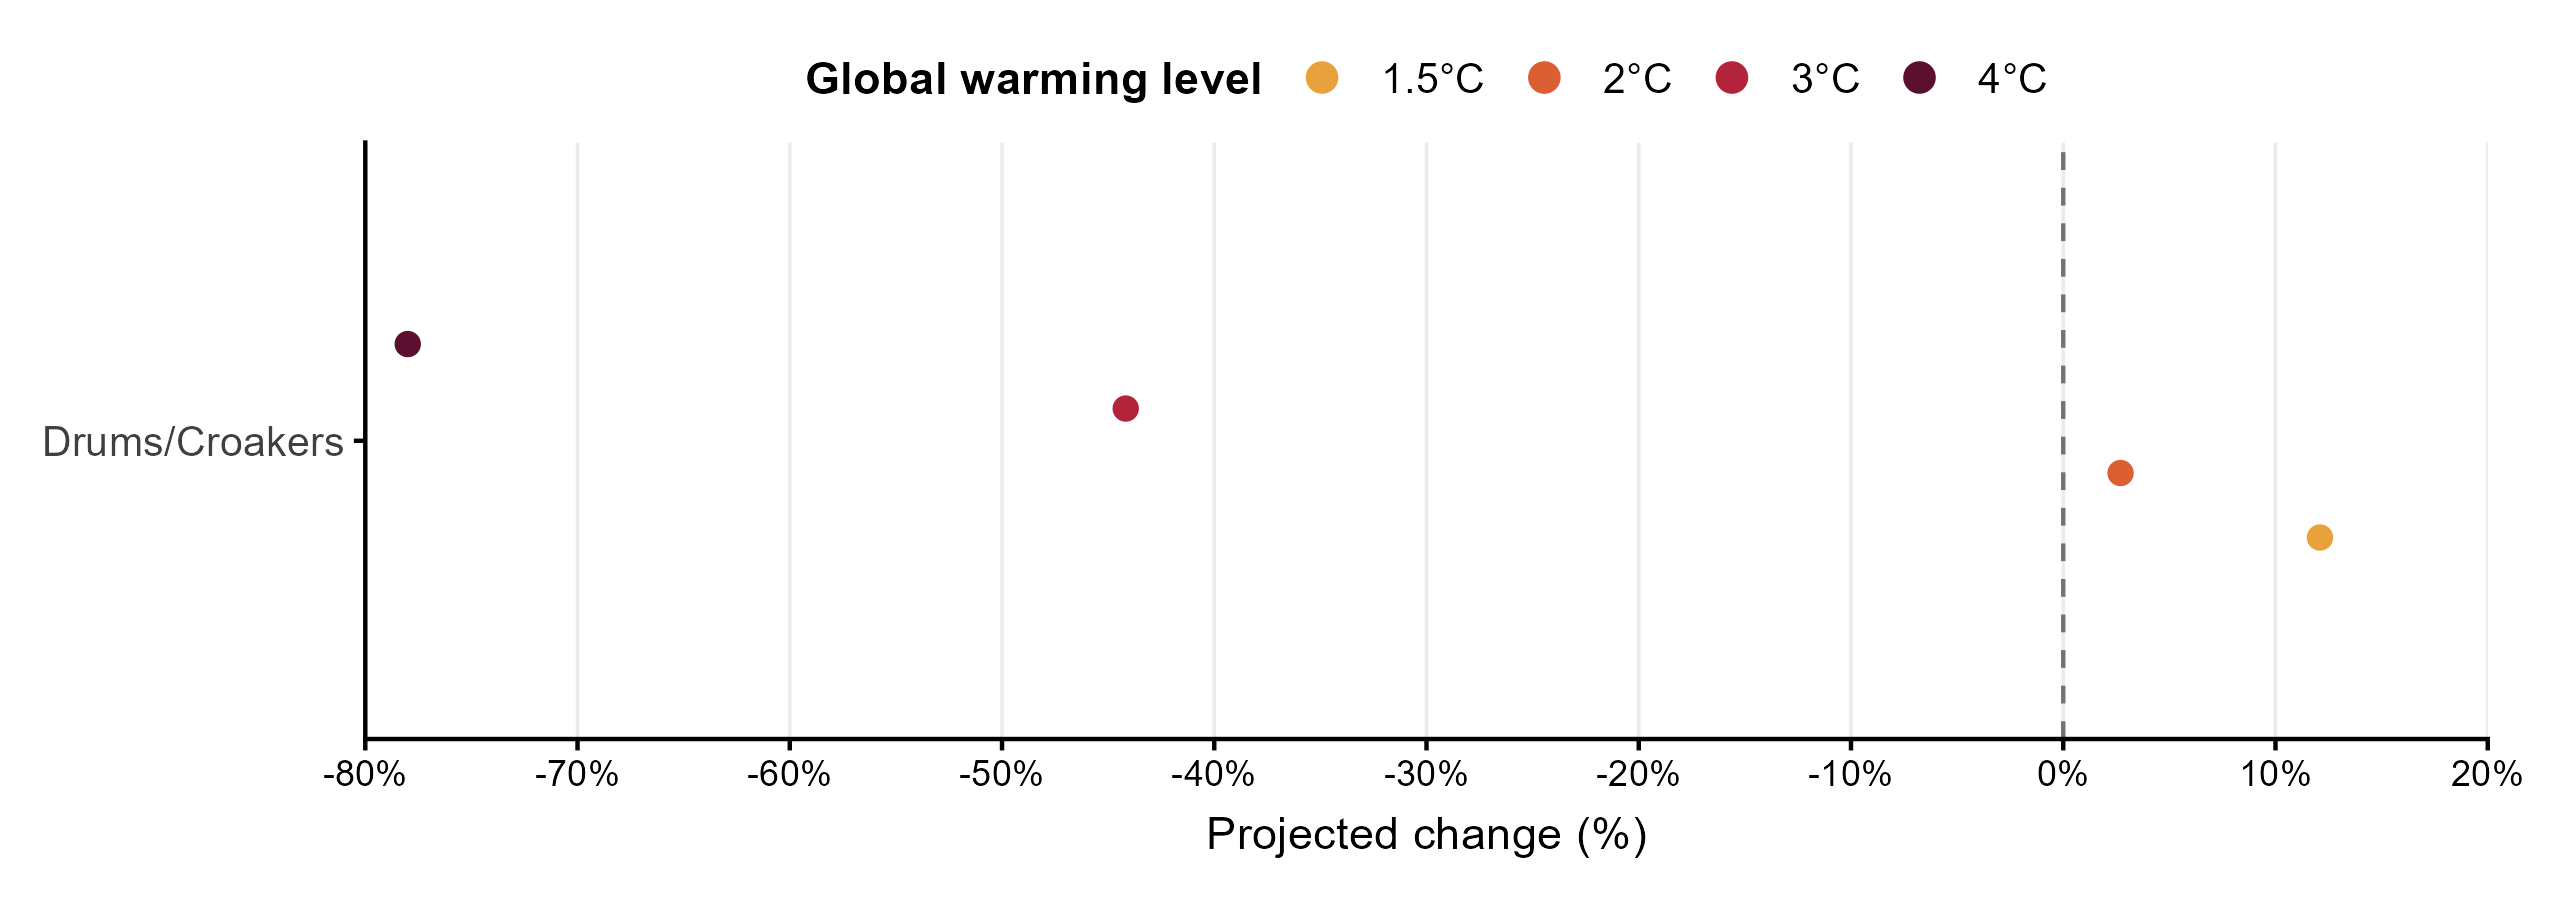 Global warming level 1.5°C 2°C 3°C 4°C
Drums/Croakers
-80% -70% -60% -50% -40% -30% -20% -10% 0% 10% 20%
Projected change (%)